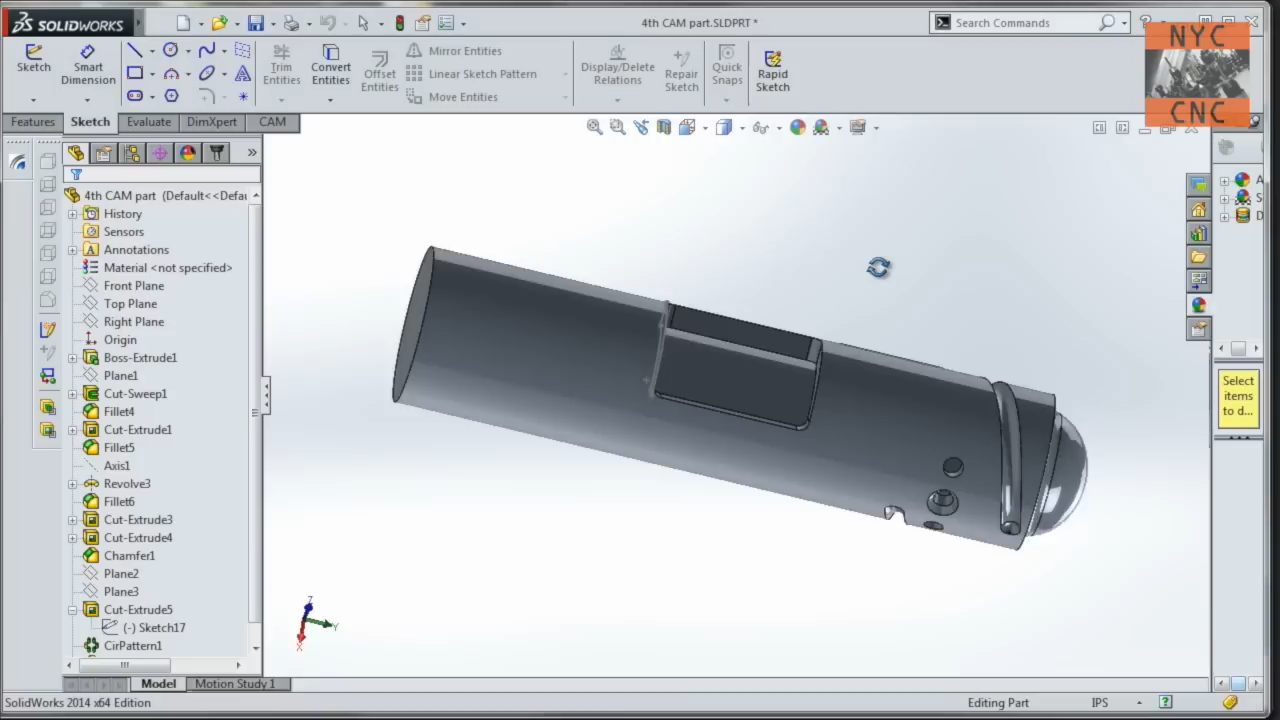 SOLIDWORKS
4th CAM part.SLDPRT *
Search Commands
NYC
CNC
Sketch
Smart
Dimension
Trim
Entities
Convert
Entities
Offset
Entities
Mirror Entities
Linear Sketch Pattern
Move Entities
Display/Delete
Relations
Repair
Sketch
Quick
Snaps
Rapid
Sketch
Features
Sketch
Evaluate
DimXpert
CAM
4th CAM part (Default<<Defau
History
Sensors
Annotations
Material <not specified>
Front Plane
Top Plane
Right Plane
Origin
Boss-Extrude1
Plane1
Cut-Sweep1
Fillet4
Cut-Extrude1
Fillet5
Axis1
Revolve3
Fillet6
Cut-Extrude3
Cut-Extrude4
Chamfer1
Plane2
Plane3
Cut-Extrude5
(-) Sketch17
CirPattern1
Z
Y
X
A
S
D
Select
items
to d...
Model
Motion Study 1
SolidWorks 2014 x64 Edition
Editing Part
IPS